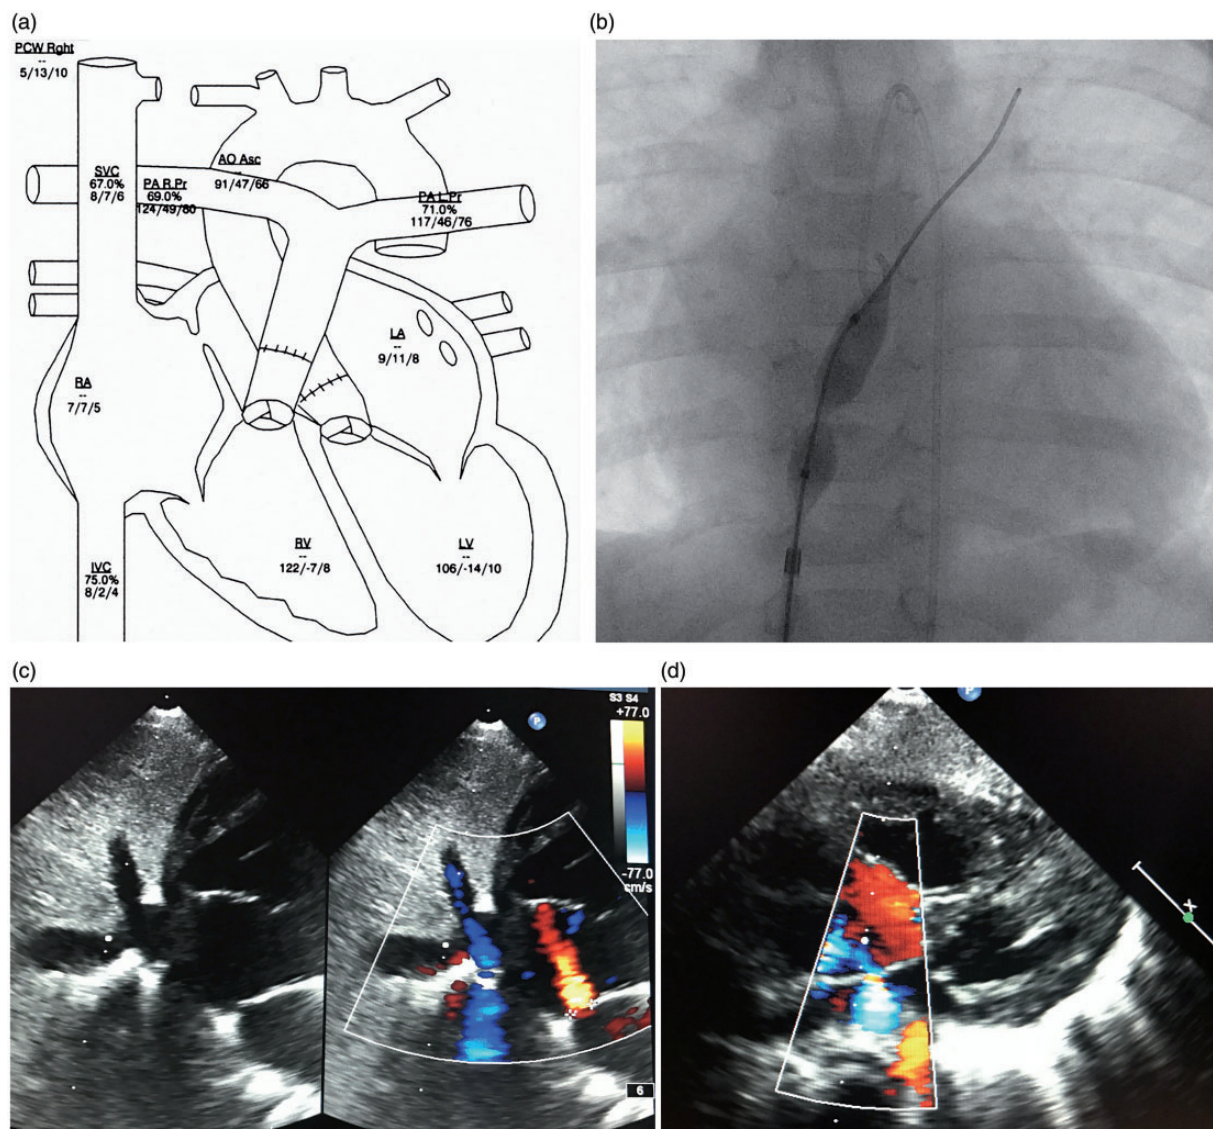 (a)
(b)
PCW Rght
--
5/13/10
SVC
67.0%
8/7/6
PA R Pr
69.0%
124/49/80
AO Asc
--
91/47/66
PA L Pr
71.0%
117/46/76
LA
--
9/11/8
RA
--
7/7/5
RV
--
122/-7/8
LV
--
106/-14/10
IVC
75.0%
8/2/4
(c)
(d)
S3 S4
+77.0
-77.0
cm/s
P
6
P
X